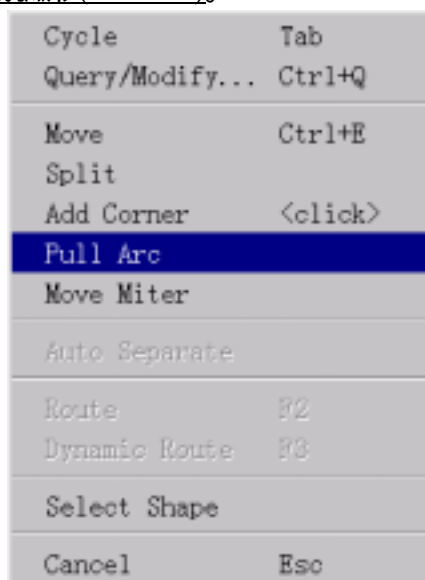 Cycle Tab
Query/Modify... Ctrl+Q
Move Ctrl+E
Split
Add Corner <click>
Pull Arc
Move Miter
Auto Separate
Route F2
Dynamic Route F3
Select Shape
Cancel Esc